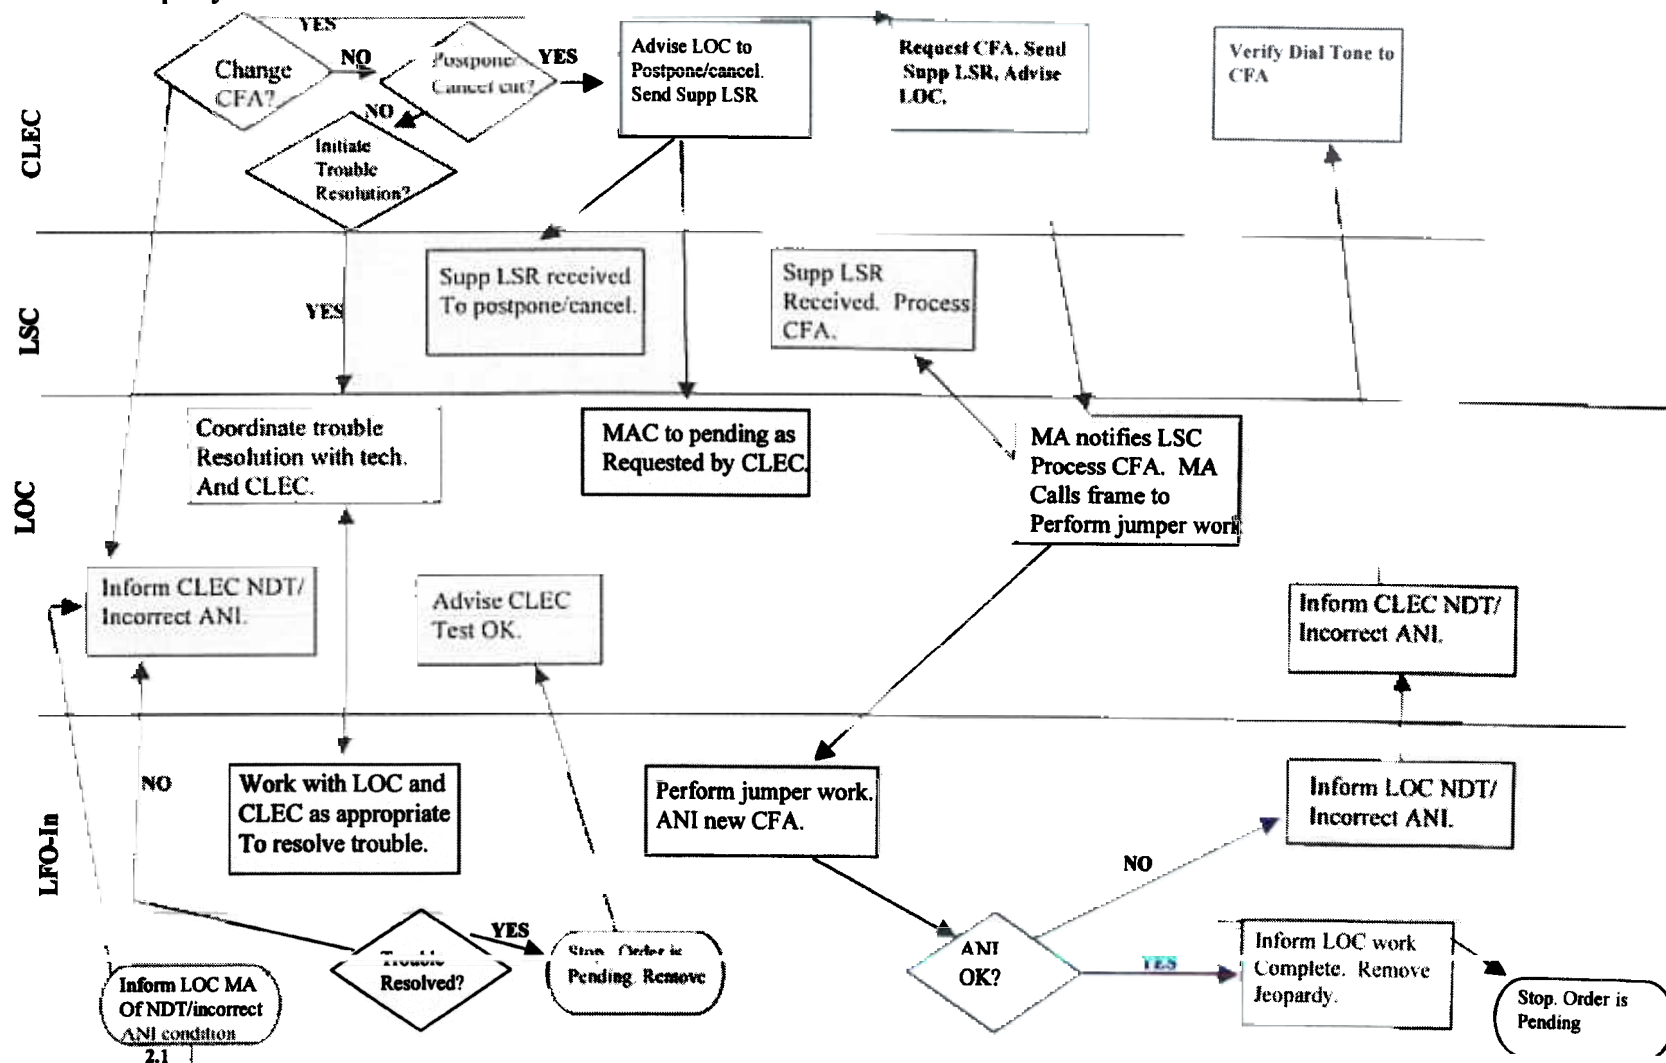 YES
CLEC
Change
CFA?
NO
Postpone/
Cancel cut?
YES
NO
Initiate
Trouble
Resolution?
Advise LOC to
Postpone/cancel.
Send Supp LSR
Request CFA. Send
Supp LSR, Advise
LOC.
Verify Dial Tone to
CFA
LSC
YES
Supp LSR received
To postpone/cancel.
Supp LSR
Received. Process
CFA.
LOC
Coordinate trouble
Resolution with tech.
And CLEC.
MAC to pending as
Requested by CLEC.
MA notifies LSC
Process CFA. MA
Calls frame to
Perform jumper work
Inform CLEC NDT/
Incorrect ANI.
Advise CLEC
Test OK.
Inform CLEC NDT/
Incorrect ANI.
LFO-In
NO
Work with LOC and
CLEC as appropriate
To resolve trouble.
Perform jumper work.
ANI new CFA.
Inform LOC NDT/
Incorrect ANI.
NO
Inform LOC MA
Of NDT/incorrect
ANI condition
2.1
Trouble
Resolved?
YES
Stop. Order is
Pending. Remove
ANI
OK?
YES
Inform LOC work
Complete. Remove
Jeopardy.
Stop. Order is
Pending